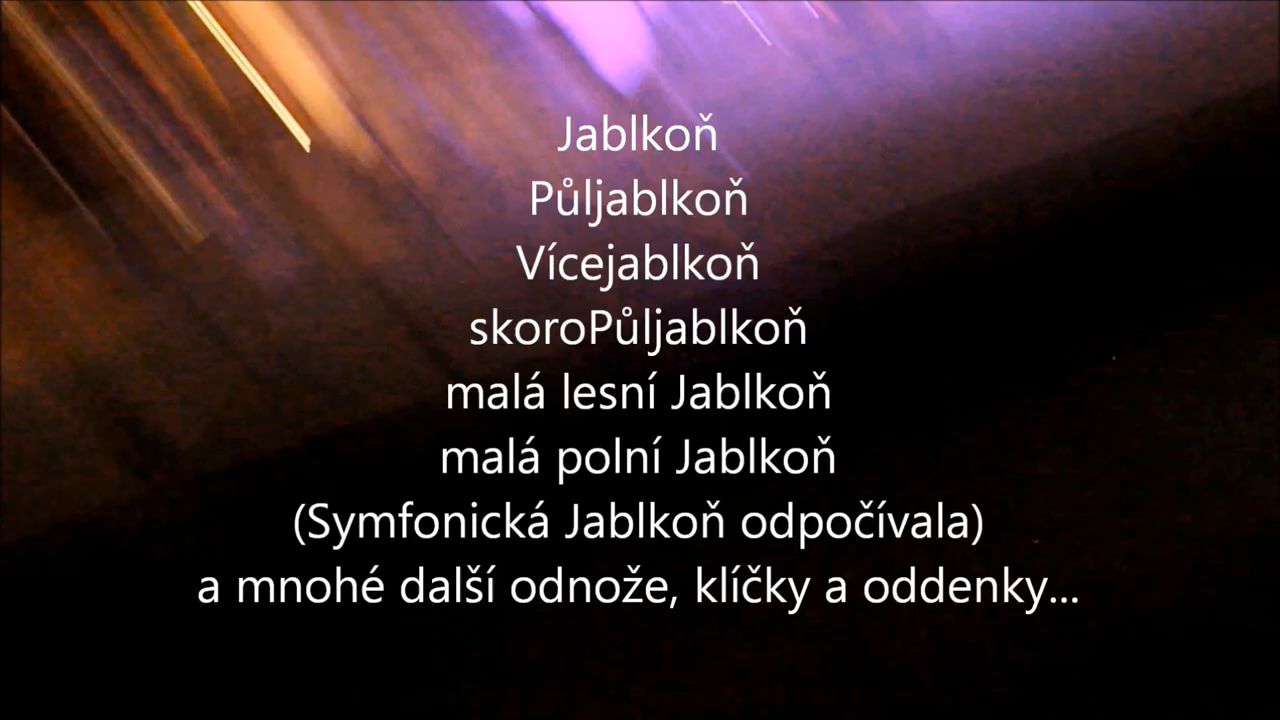 Jablkoň
Půljablkoň
Vícejablkoň
skoroPůljablkoň
malá lesní Jablkoň
malá polní Jablkoň
(Symfonická Jablkoň odpočívala)
a mnohé další odnože, klíčky a oddenky...